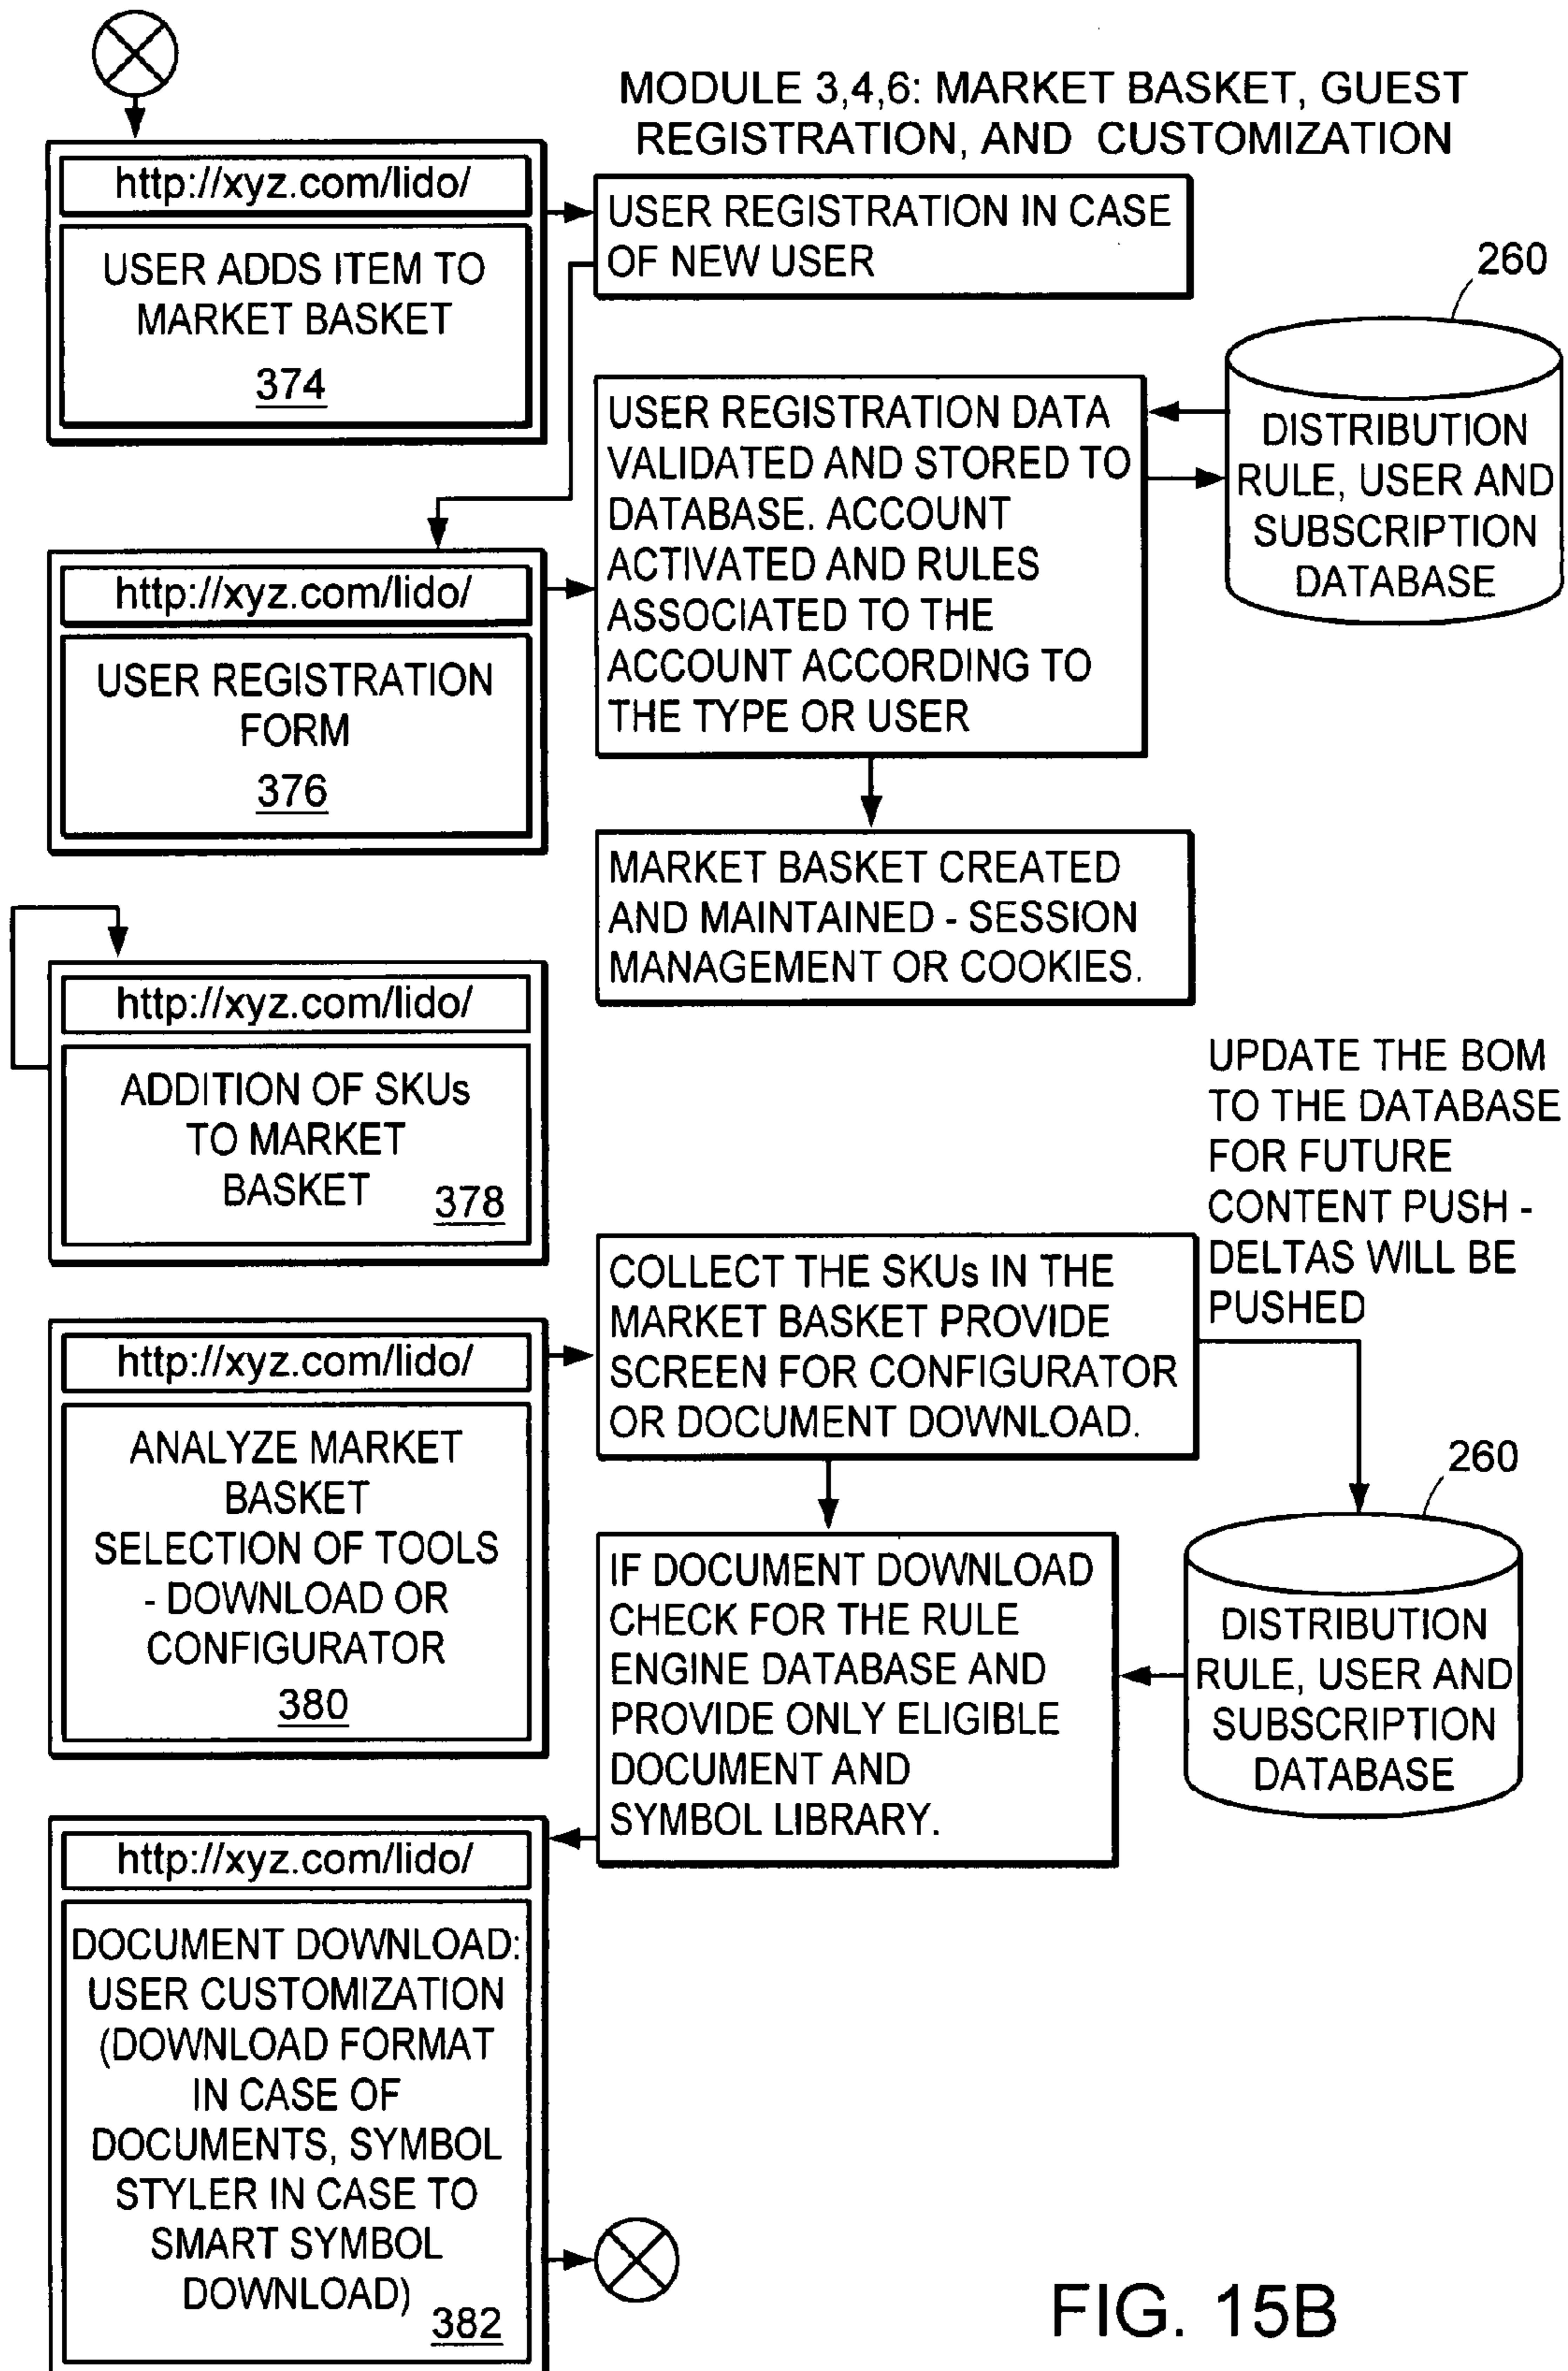 MODULE 3,4,6: MARKET BASKET, GUEST
REGISTRATION, AND CUSTOMIZATION
http://xyz.com/lido/
USER ADDS ITEM TO
MARKET BASKET
374
USER REGISTRATION IN CASE
OF NEW USER
260
DISTRIBUTION
RULE, USER AND
SUBSCRIPTION
DATABASE
USER REGISTRATION DATA
VALIDATED AND STORED TO
DATABASE. ACCOUNT
ACTIVATED AND RULES
ASSOCIATED TO THE
ACCOUNT ACCORDING TO
THE TYPE OR USER
http://xyz.com/lido/
USER REGISTRATION
FORM
376
MARKET BASKET CREATED
AND MAINTAINED - SESSION
MANAGEMENT OR COOKIES.
http://xyz.com/lido/
ADDITION OF SKUs
TO MARKET
BASKET
378
UPDATE THE BOM
TO THE DATABASE
FOR FUTURE
CONTENT PUSH -
DELTAS WILL BE
PUSHED
COLLECT THE SKUs IN THE
MARKET BASKET PROVIDE
SCREEN FOR CONFIGURATOR
OR DOCUMENT DOWNLOAD.
http://xyz.com/lido/
ANALYZE MARKET
BASKET
SELECTION OF TOOLS
- DOWNLOAD OR
CONFIGURATOR
380
260
DISTRIBUTION
RULE, USER AND
SUBSCRIPTION
DATABASE
IF DOCUMENT DOWNLOAD
CHECK FOR THE RULE
ENGINE DATABASE AND
PROVIDE ONLY ELIGIBLE
DOCUMENT AND
SYMBOL LIBRARY.
http://xyz.com/lido/
DOCUMENT DOWNLOAD:
USER CUSTOMIZATION
(DOWNLOAD FORMAT
IN CASE OF
DOCUMENTS, SYMBOL
STYLER IN CASE TO
SMART SYMBOL
DOWNLOAD)
382
FIG. 15B